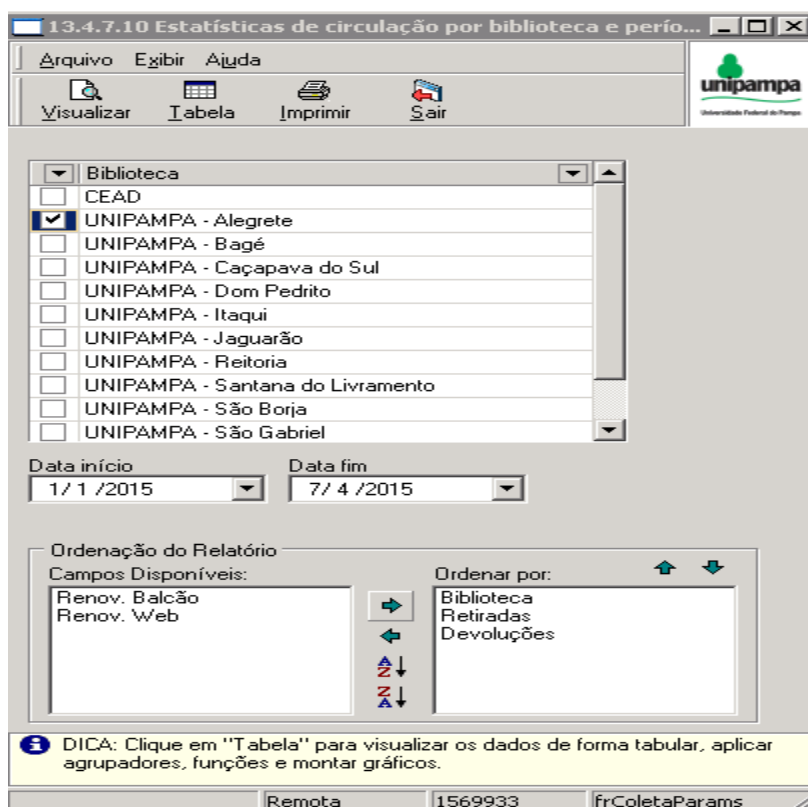 13.4.7.10 Estatísticas de circulação por biblioteca e perío...
Arquivo Exibir Ajuda
Visualizar Tabela Imprimir Sair
unipampa
Universidade Federal do Pampa
Biblioteca
CEAD
UNIPAMPA - Alegrete
UNIPAMPA - Bagé
UNIPAMPA - Caçapava do Sul
UNIPAMPA - Dom Pedrito
UNIPAMPA - Itaqui
UNIPAMPA - Jaguarão
UNIPAMPA - Reitoria
UNIPAMPA - Santana do Livramento
UNIPAMPA - São Borja
UNIPAMPA - São Gabriel
Data início Data fim
1/ 1 /2015 7/ 4 /2015
Ordenação do Relatório
Campos Disponíveis: Ordenar por:
Renov. Balcão Biblioteca
Renov. Web Retiradas
Devoluções
A Z
Z A
DICA: Clique em "Tabela" para visualizar os dados de forma tabular, aplicar
agrupadores, funções e montar gráficos.
Remota 1569933 frColetaParams